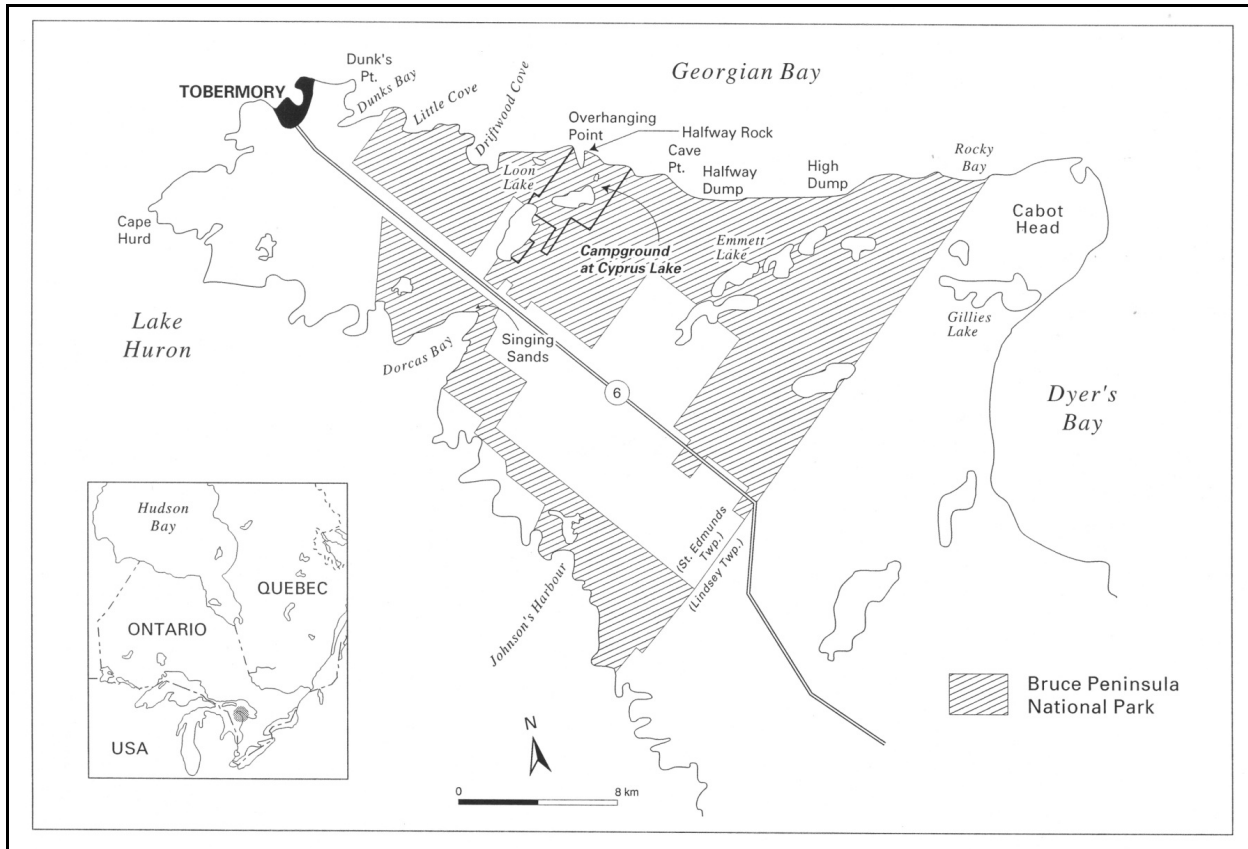 Georgian Bay
Dunk's
Pt.
TOBERMORY
Dunks Bay
Little Cove
Driftwood Cove
Overhanging
Point
Halfway Rock
Cave
Pt.
Halfway
Dump
High
Dump
Rocky
Bay
Loon
Lake
Cabot
Head
Cape
Hurd
Campground
at Cyprus Lake
Emmett
Lake
Gillies
Lake
Lake
Huron
Dorcas Bay
Singing
Sands
6
Dyer's
Bay
Hudson
Bay
QUEBEC
ONTARIO
USA
(St. Edmunds
Twp.)
(Lindsey Twp.)
Johnson's Harbour
Bruce Peninsula
National Park
N
0
8 km